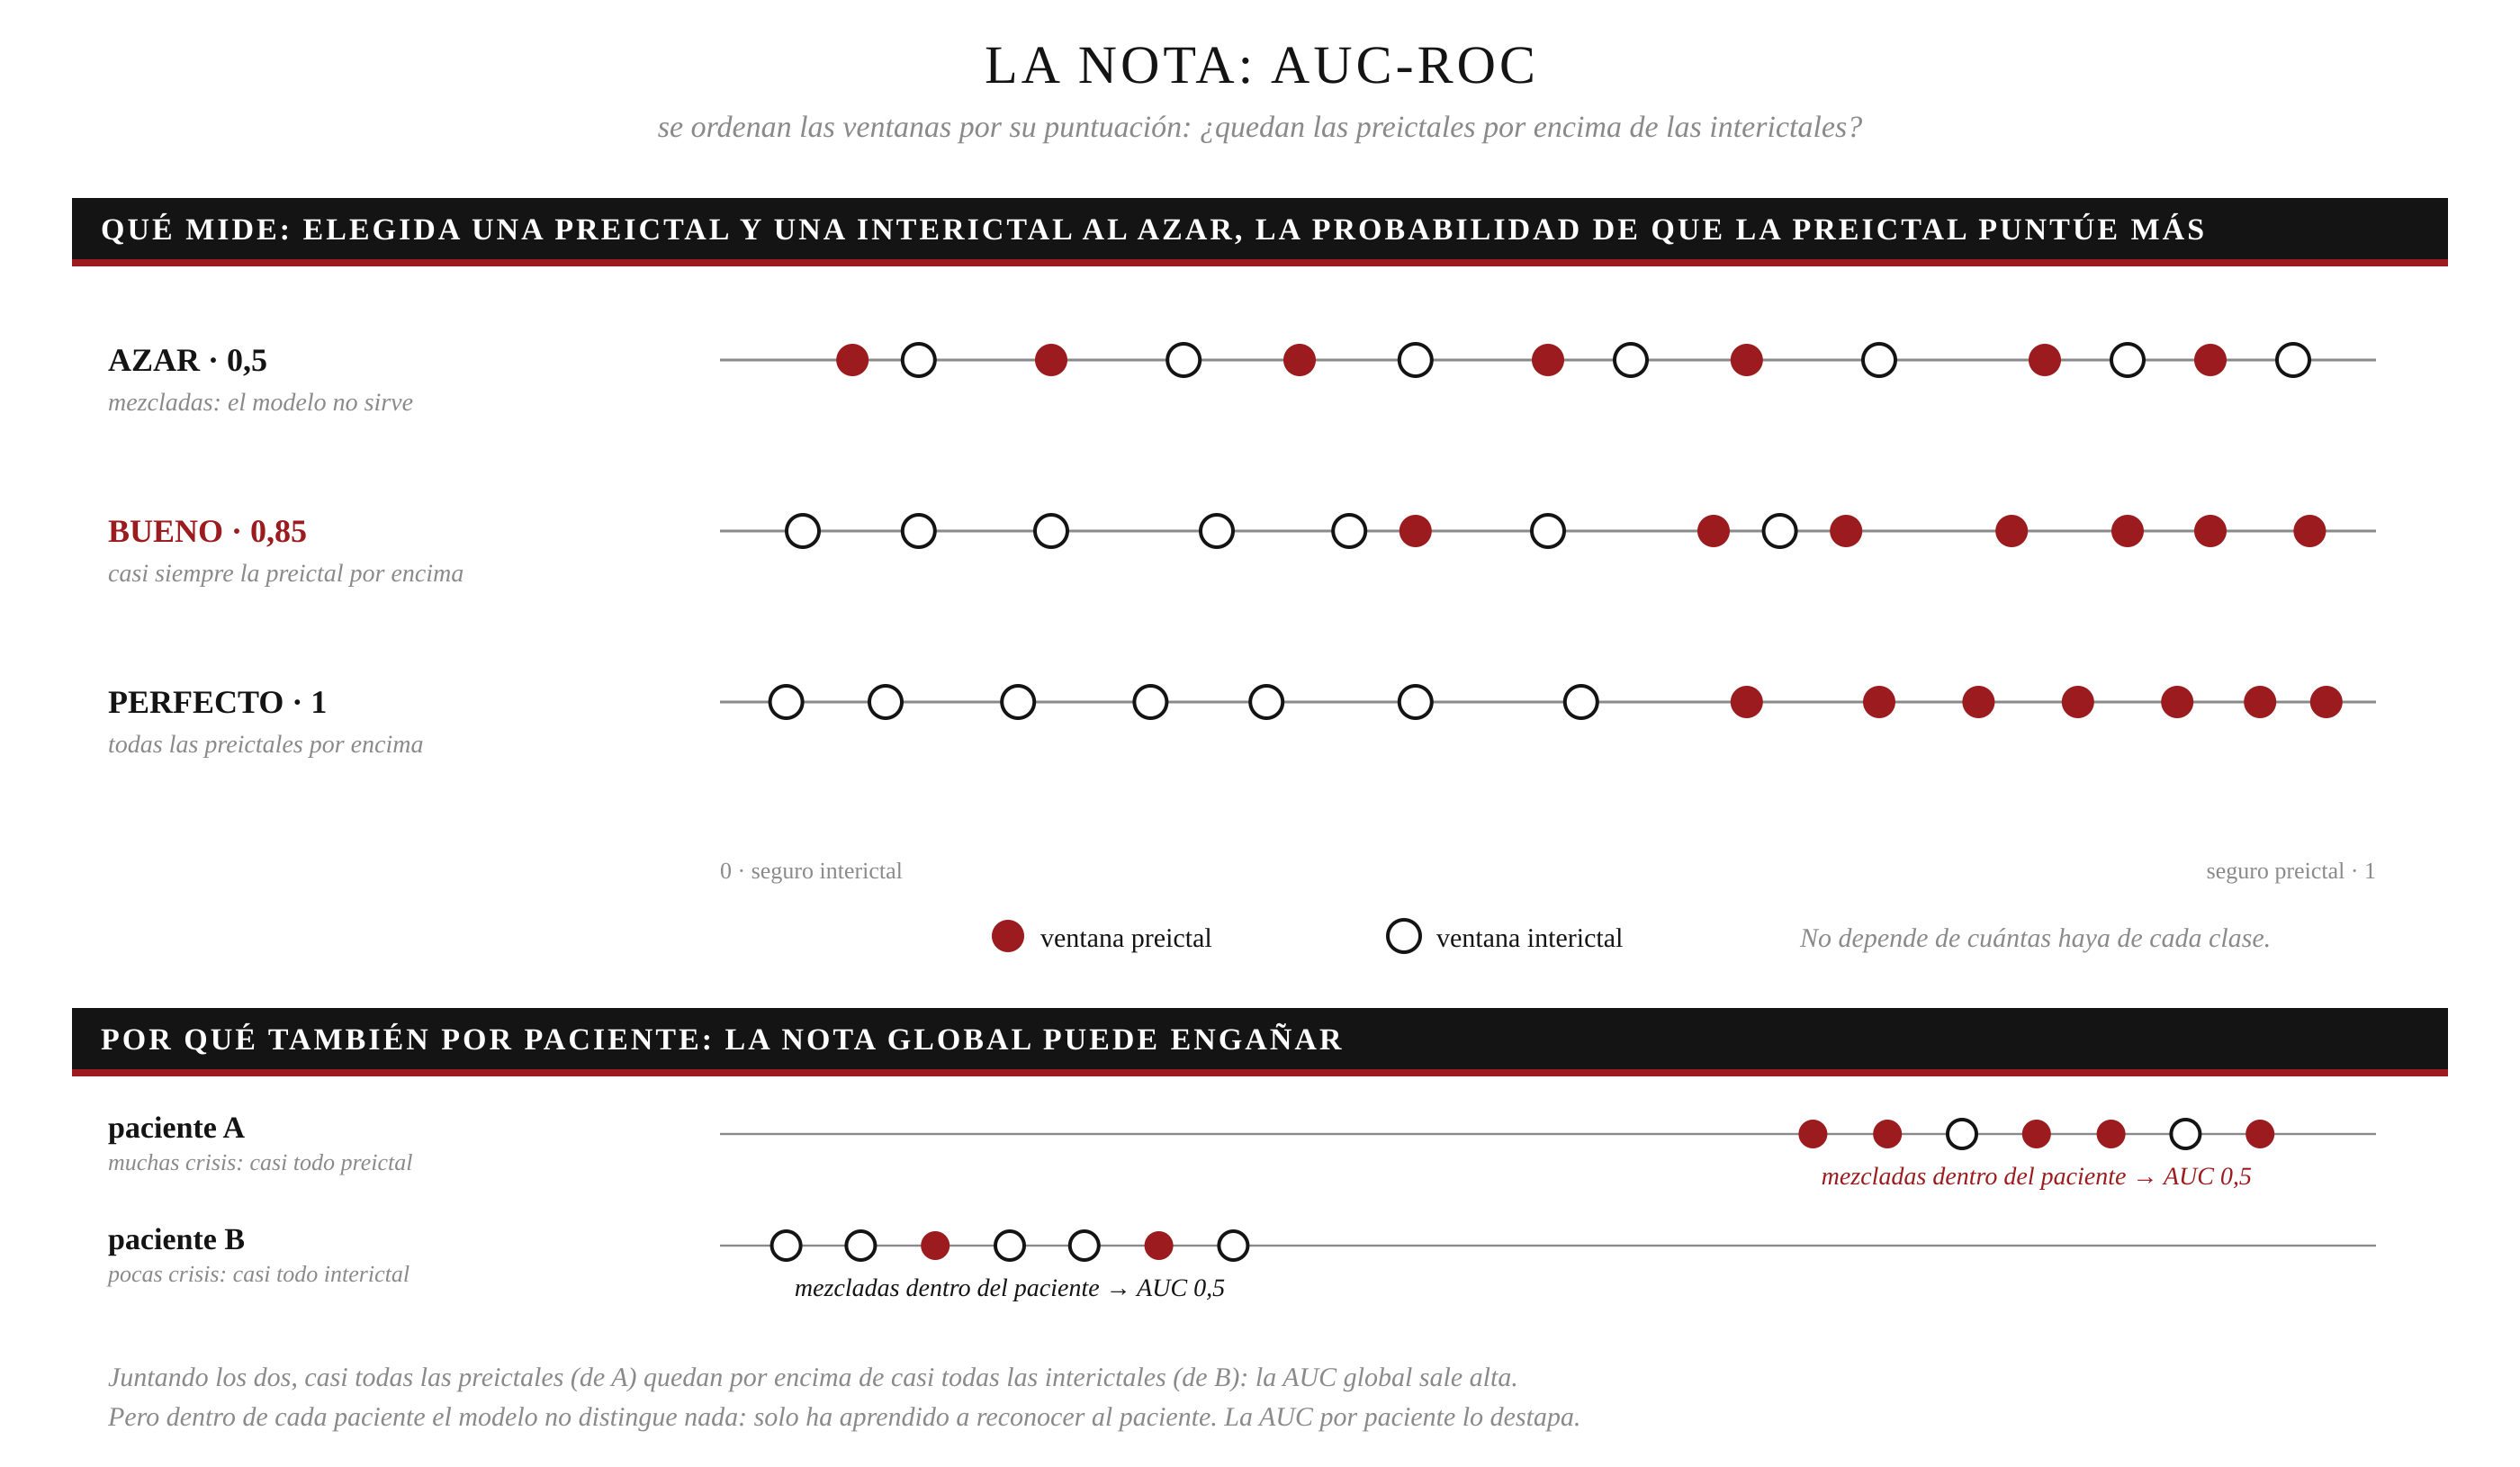 LA NOTA: AUC-ROC
se ordenan las ventanas por su puntuación: ¿quedan las preictales por encima de las interictales?
QUÉ MIDE: ELEGIDA UNA PREICTAL Y UNA INTERICTAL AL AZAR, LA PROBABILIDAD DE QUE LA PREICTAL PUNTÚE MÁS
AZAR · 0,5
mezcladas: el modelo no sirve
BUENO · 0,85
casi siempre la preictal por encima
PERFECTO · 1
todas las preictales por encima
0 · seguro interictal
seguro preictal · 1
ventana preictal
ventana interictal
No depende de cuántas haya de cada clase.
POR QUÉ TAMBIÉN POR PACIENTE: LA NOTA GLOBAL PUEDE ENGAÑAR
paciente A
muchas crisis: casi todo preictal
mezcladas dentro del paciente → AUC 0,5
paciente B
pocas crisis: casi todo interictal
mezcladas dentro del paciente → AUC 0,5
Juntando los dos, casi todas las preictales (de A) quedan por encima de casi todas las interictales (de B): la AUC global sale alta.
Pero dentro de cada paciente el modelo no distingue nada: solo ha aprendido a reconocer al paciente. La AUC por paciente lo destapa.